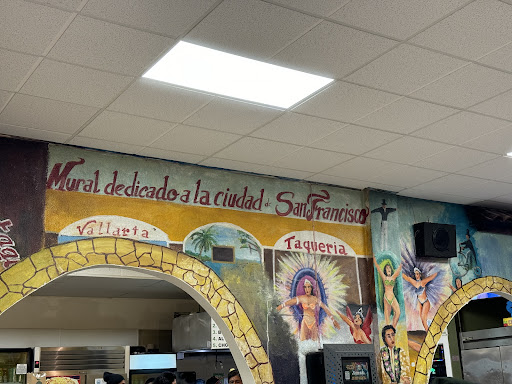 Mural dedicado a la ciudad de San Francisco
Vallarta
Taqueria